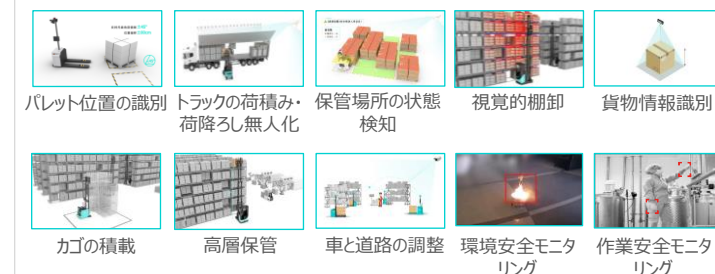 パレット位置の識別
トラックの荷積み・
荷降ろし無人化
保管場所の状態
検知
視覚的棚卸
貨物情報識別
カゴの積載
高層保管
車と道路の調整
環境安全モニタ
リング
作業安全モニタ
リング